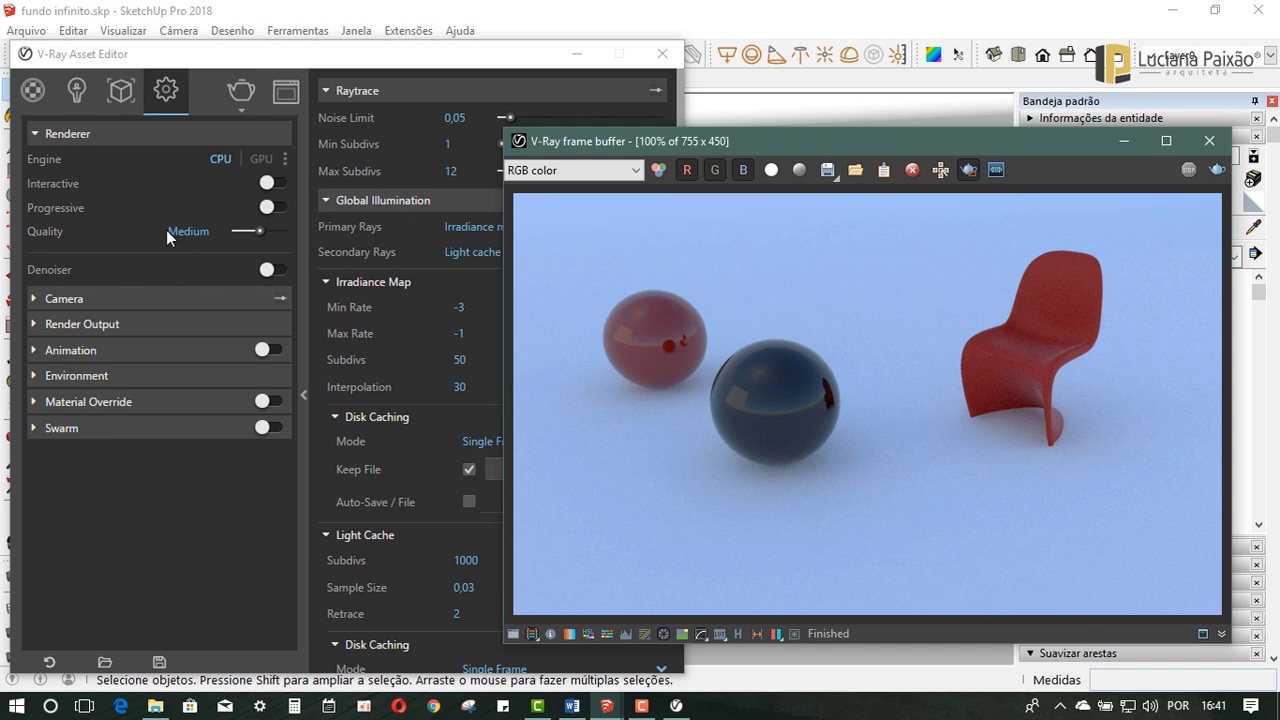 fundo infinito.skp - SketchUp Pro 2018
Arquivo Editar Visualizar Câmera Desenho Ferramentas Janela Extensões Ajuda
V-Ray Asset Editor
Luciana Paixão®
arquiteta
Bandeja padrão
Informações da entidade
Renderer
Engine CPU GPU
Interactive
Progressive
Quality Medium
Denoiser
Camera
Render Output
Animation
Environment
Material Override
Swarm
Raytrace
Noise Limit 0,05
Min Subdivs 1
Max Subdivs 12
Global Illumination
Primary Rays Irradiance m
Secondary Rays Light cache
Irradiance Map
Min Rate -3
Max Rate -1
Subdivs 50
Interpolation 30
Disk Caching
Mode Single F
Keep File
Auto-Save / File
Light Cache
Subdivs 1000
Sample Size 0,03
Retrace 2
Disk Caching
Mode Single Frame
V-Ray frame buffer - [100% of 755 x 450]
RGB color R G B
STOP
H Finished
Suavizar arestas
Selecione objetos. Pressione Shift para ampliar a seleção. Arraste o mouse para fazer múltiplas seleções.
Medidas
POR 16:41